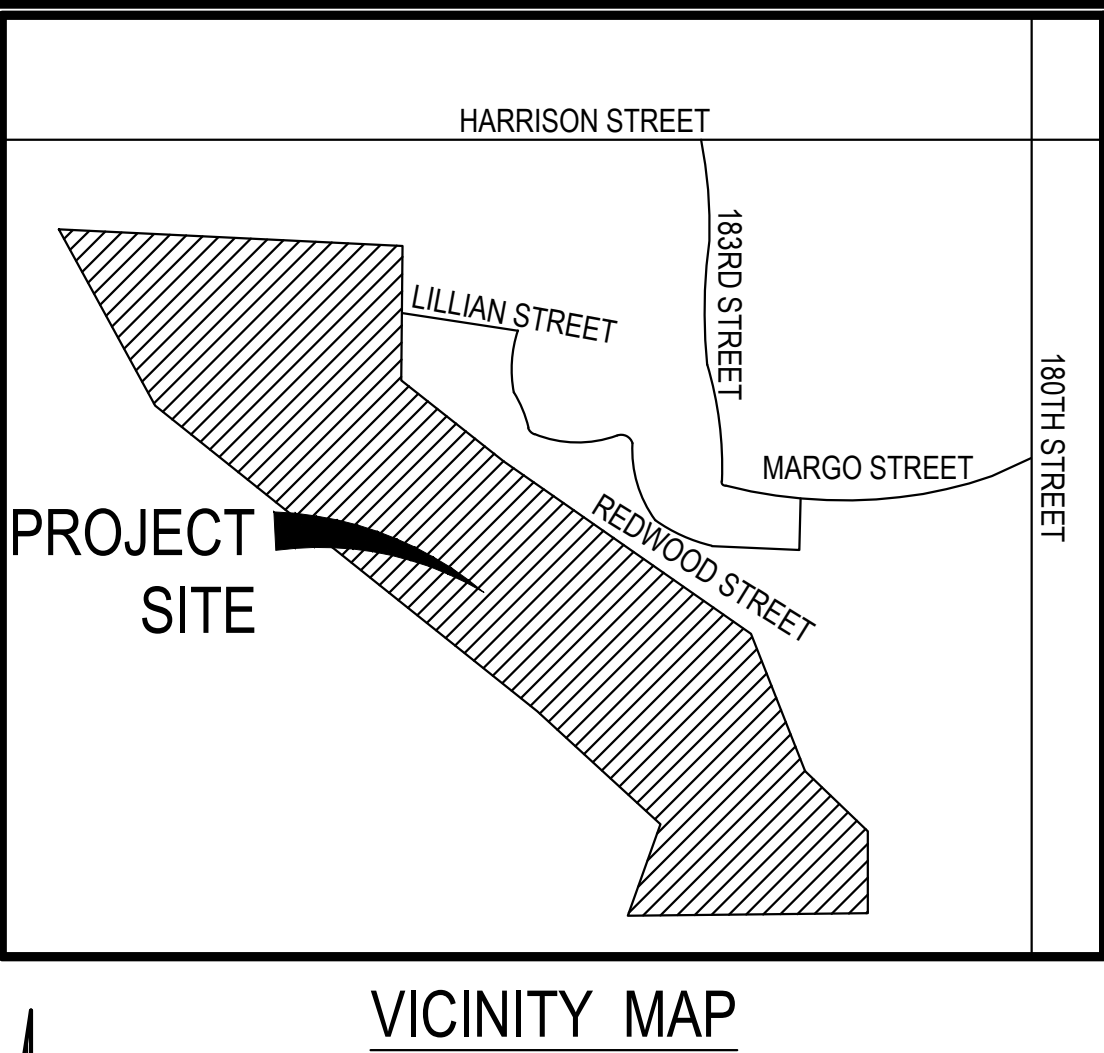 HARRISON STREET
183RD STREET
LILLIAN STREET
180TH STREET
MARGO STREET
REDWOOD STREET
PROJECT
SITE
VICINITY MAP